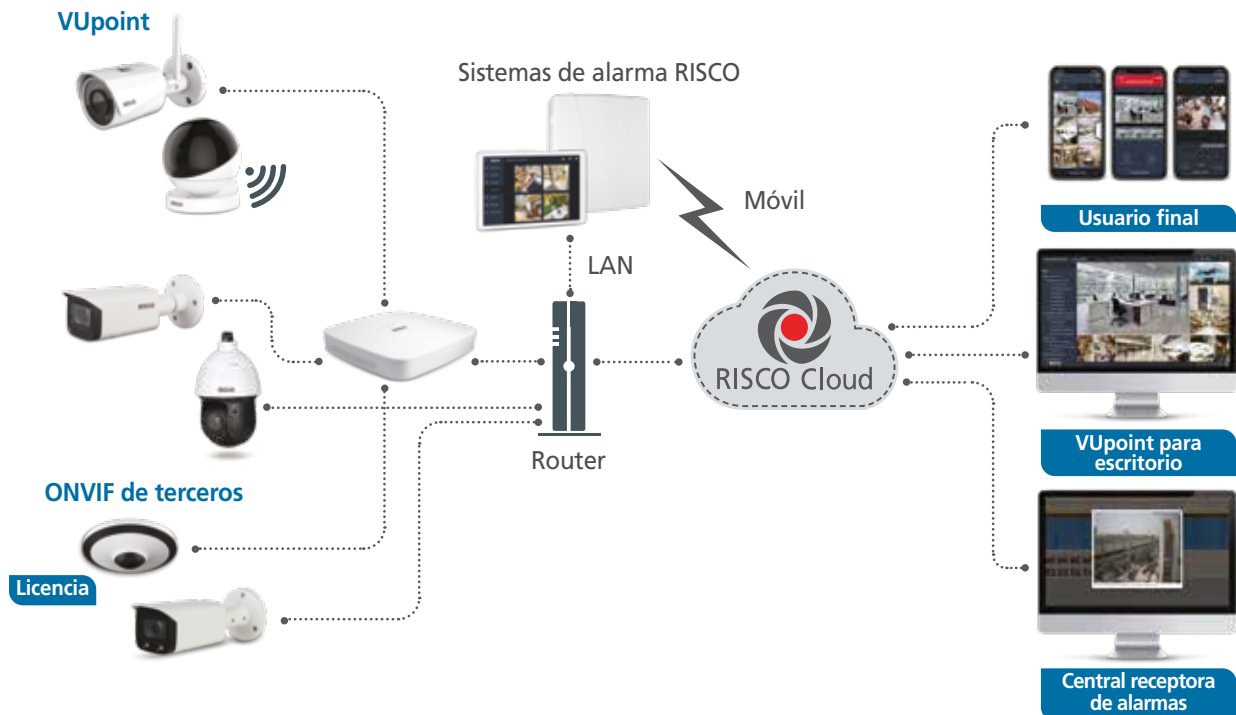 VUpoint
Sistemas de alarma RISCO
Móvil
Usuario final
LAN
RISCO Cloud
VUpoint para
escritorio
Router
ONVIF de terceros
Licencia
Central receptora
de alarmas